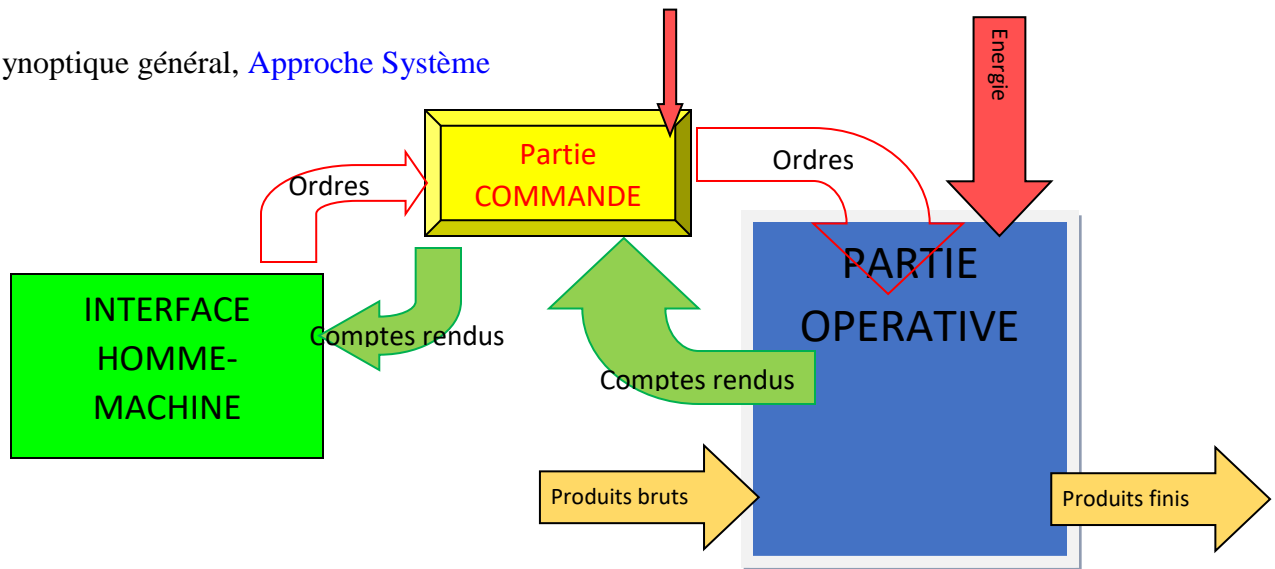 ynoptique général, Approche Système
Energie
Partie
COMMANDE
Ordres
Ordres
INTERFACE
HOMME-
MACHINE
Comptes rendus
Comptes rendus
PARTIE
OPERATIVE
Produits bruts
Produits finis